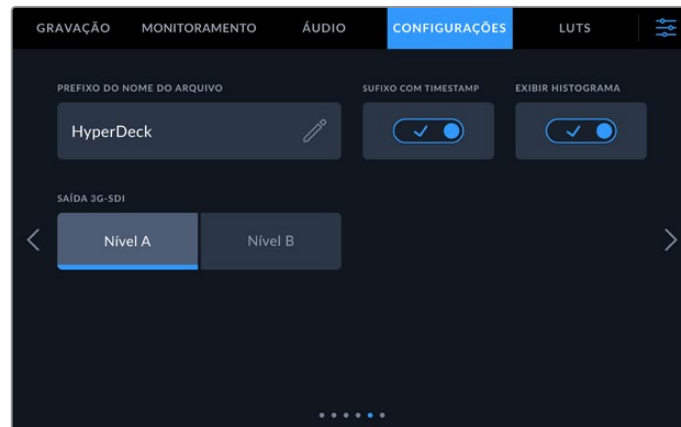 GRAVAÇÃO MONITORAMENTO ÁUDIO CONFIGURAÇÕES LUTS
PREFIXO DO NOME DO ARQUIVO SUFIXO COM TIMESTAMP EXIBIR HISTOGRAMA
HyperDeck
SAÍDA 3G-SDI
Nível A Nível B